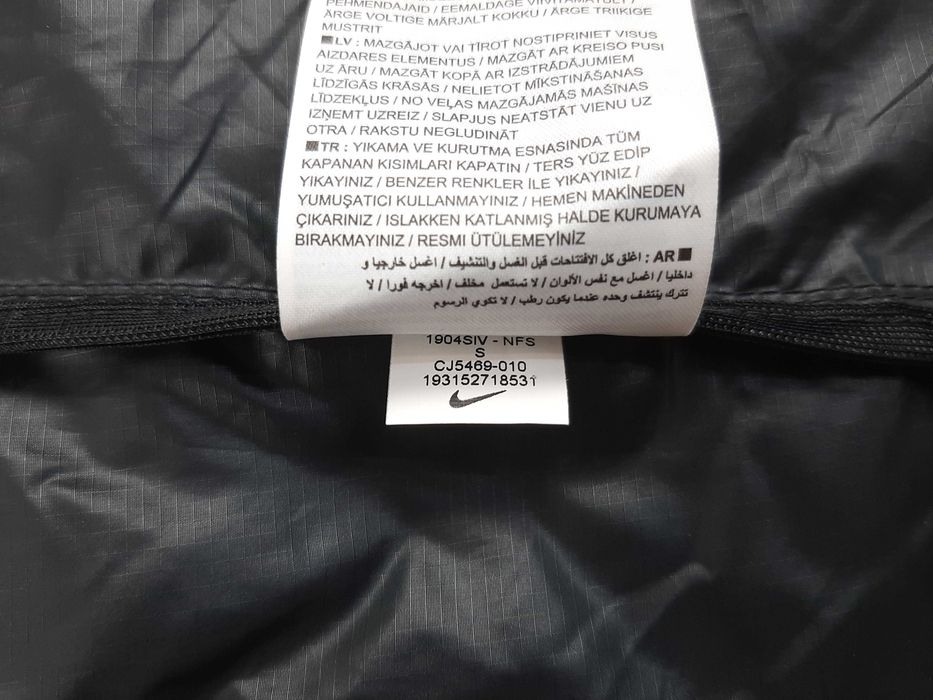 PEHMENDAJAID / EEMALDAGE VIIVITAMATULT /
ÄRGE VOLTIGE MÄRJALT KOKKU / ÄRGE TRIIKIGE
MUSTRIT
LV : MAZGĀJOT VAI TĪROT NOSTIPRINIET VISUS
AIZDARES ELEMENTUS / MAZGĀT AR KREISO PUSI
UZ ĀRU / MAZGĀT KOPĀ AR IZSTRĀDĀJUMIEM
LĪDZĪGĀS KRĀSĀS / NELIETOT MĪKSTINĀŠANAS
LĪDZEKĻUS / NO VEĻAS MAZGĀJAMĀS MAŠĪNAS
IZŅEMT UZREIZ / SLAPJUS NEATSTĀT VIENU UZ
OTRA / RAKSTU NEGLUDINĀT
TR : YIKAMA VE KURUTMA ESNASINDA TÜM
KAPANAN KISIMLARI KAPATIN / TERS YÜZ EDİP
YIKAYINIZ / BENZER RENKLER İLE YIKAYINIZ /
YUMUŞATICI KULLANMAYINIZ / HEMEN MAKİNEDEN
ÇIKARINIZ / ISLAKKEN KATLANMIŞ HALDE KURUMAYA
BIRAKMAYINIZ / RESMI ÜTÜLEMEYİNİZ
AR : اغلق كل الافتتاحات قبل الغسل والتنشيف / اغسل خارجيا و
داخليا / اغسل مع نفس الألوان / لا تستعمل مخلف / اخرجه فورا / لا
تترك ينتشف وحده عندما يكون رطب / لا تكوي الرسوم
1904SIV - NFS
S
CJ5469-010
193152718531